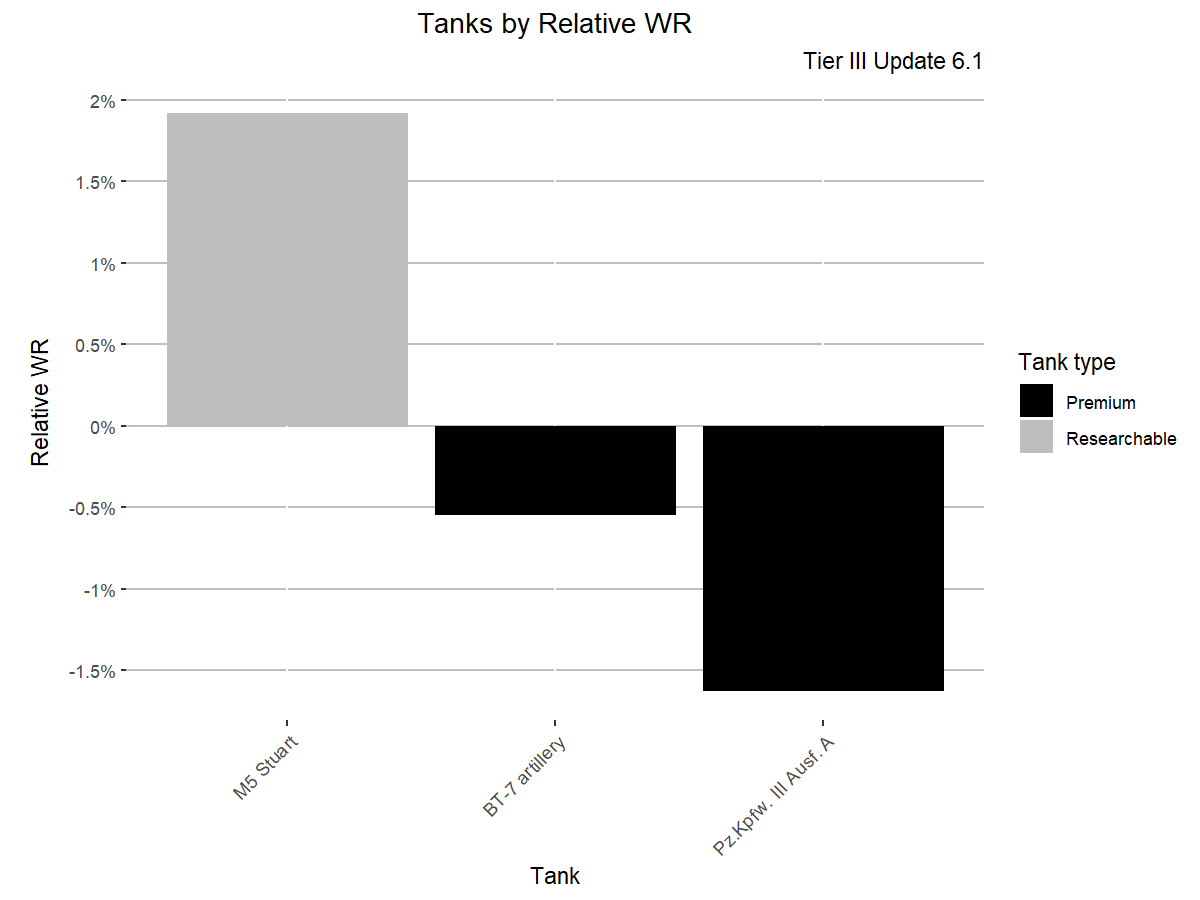 Tanks by Relative WR
Tier III Update 6.1
Relative WR
2%
1.5%
1%
0.5%
0%
-0.5%
-1%
-1.5%
M5 Stuart
BT-7 artillery
Pz.Kpfw. III Ausf. A
Tank
Tank type
Premium
Researchable